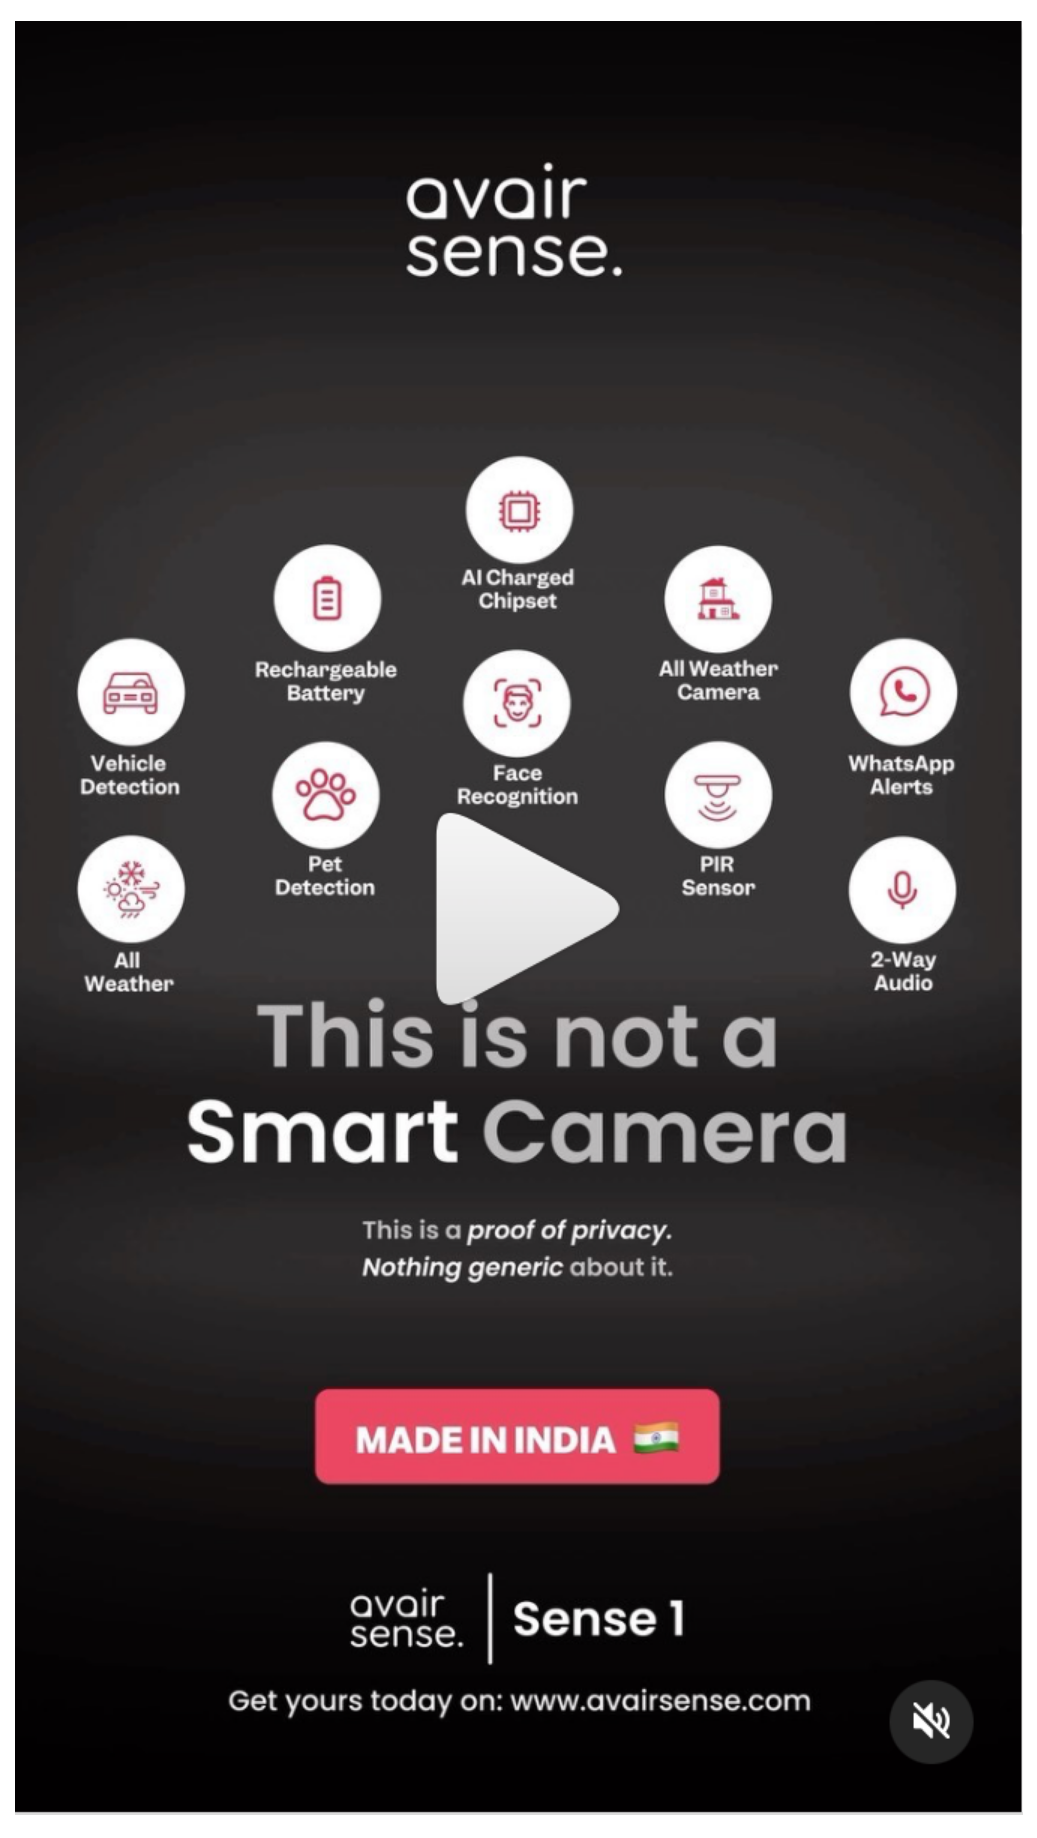 avair
sense.
AI Charged
Chipset
Rechargeable
Battery
All Weather
Camera
Vehicle
Detection
Face
Recognition
WhatsApp
Alerts
Pet
Detection
PIR
Sensor
All
Weather
2-Way
Audio
This is not a
Smart Camera
This is a proof of privacy.
Nothing generic about it.
MADE IN INDIA 🇮🇳
avair
sense.
Sense 1
Get yours today on: www.avairsense.com